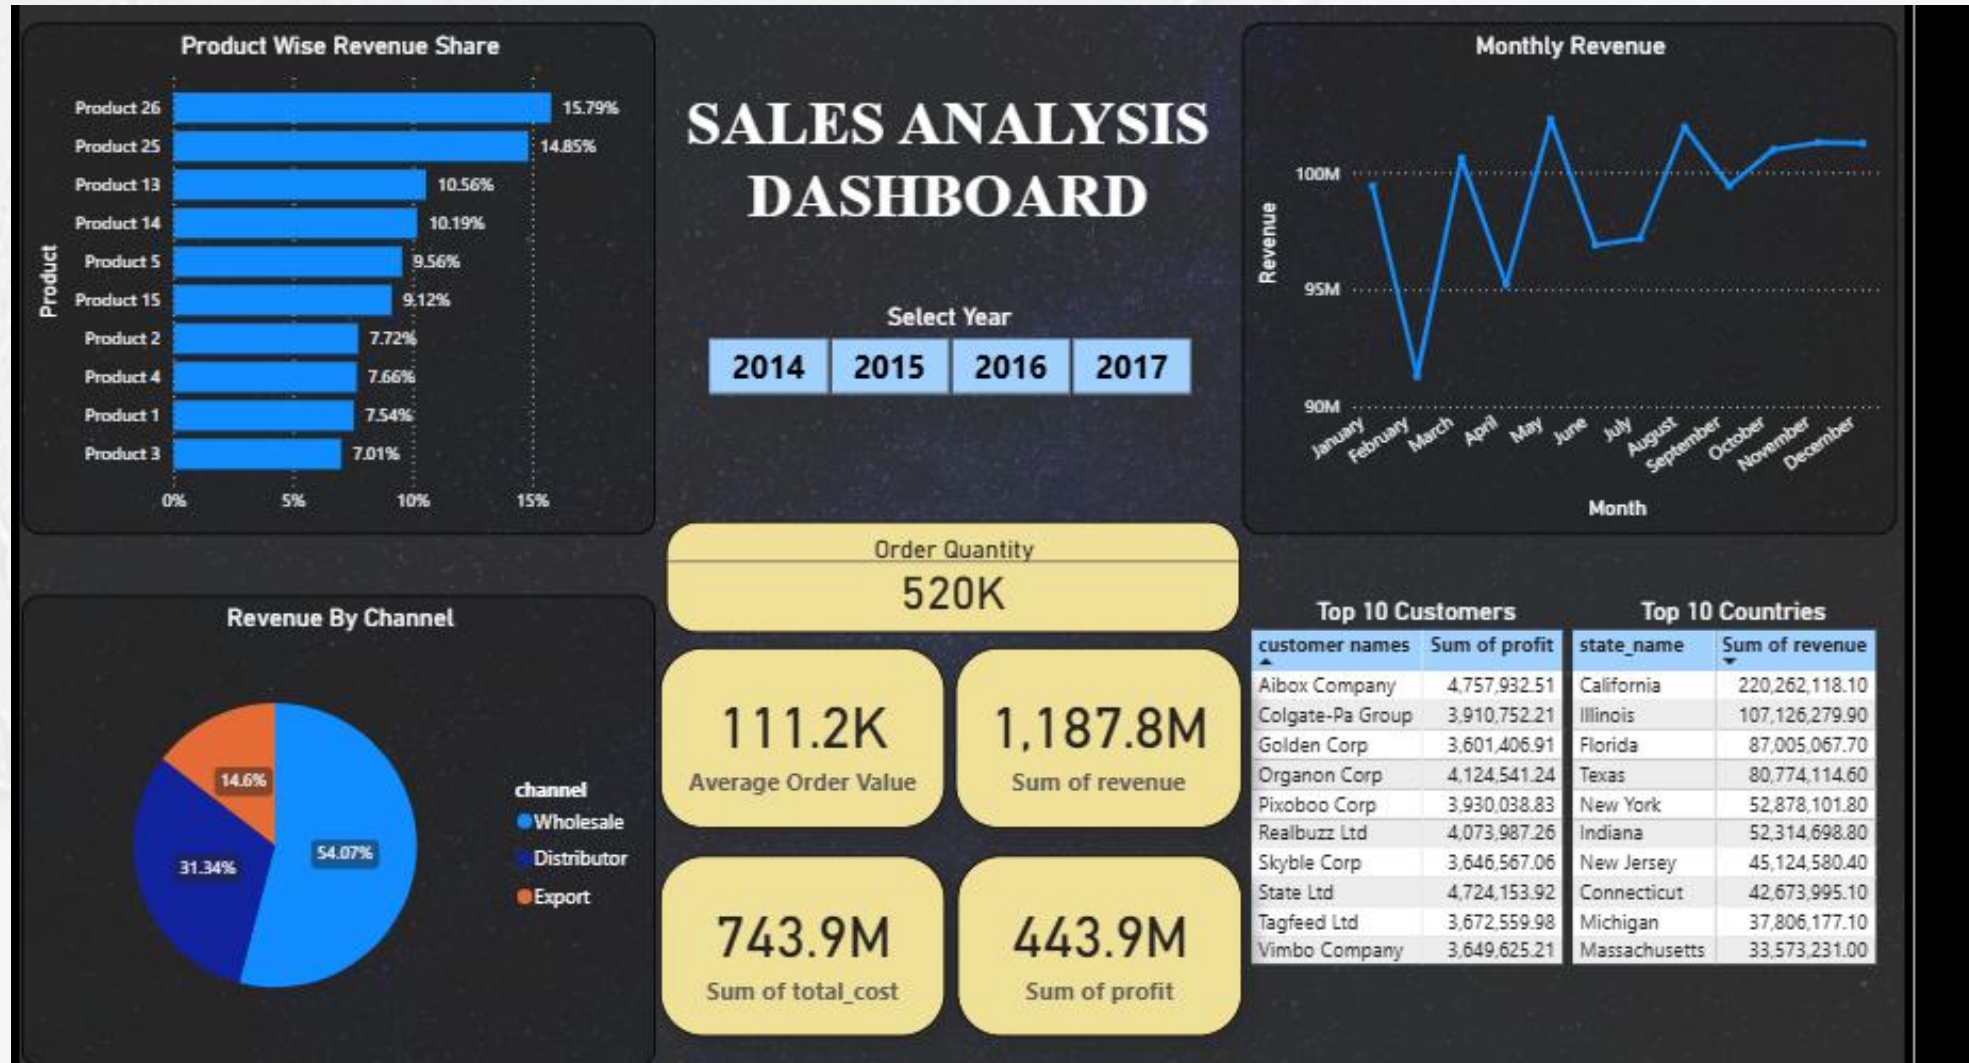 Product Wise Revenue Share
Product
Product 26 15.79%
Product 25 14.85%
Product 13 10.56%
Product 14 10.19%
Product 5 9.56%
Product 15 9.12%
Product 2 7.72%
Product 4 7.66%
Product 1 7.54%
Product 3 7.01%
0% 5% 10% 15%
SALES ANALYSIS
DASHBOARD
Select Year
2014 2015 2016 2017
Monthly Revenue
Revenue
100M
95M
90M
January February March April May June July August September October November December
Month
Revenue By Channel
14.6%
54.07%
31.34%
channel
Wholesale
Distributor
Export
Order Quantity
520K
111.2K
Average Order Value
1,187.8M
Sum of revenue
743.9M
Sum of total_cost
443.9M
Sum of profit
Top 10 Customers
customer names Sum of profit
Aibox Company 4,757,932.51
Colgate-Pa Group 3,910,752.21
Golden Corp 3,601,406.91
Organon Corp 4,124,541.24
Pixoboo Corp 3,930,038.83
Realbuzz Ltd 4,073,987.26
Skyble Corp 3,646,567.06
State Ltd 4,724,153.92
Tagfeed Ltd 3,672,559.98
Vimbo Company 3,649,625.21
Top 10 Countries
state_name Sum of revenue
California 220,262,118.10
Illinois 107,126,279.90
Florida 87,005,067.70
Texas 80,774,114.60
New York 52,878,101.80
Indiana 52,314,698.80
New Jersey 45,124,580.40
Connecticut 42,673,995.10
Michigan 37,806,177.10
Massachusetts 33,573,231.00